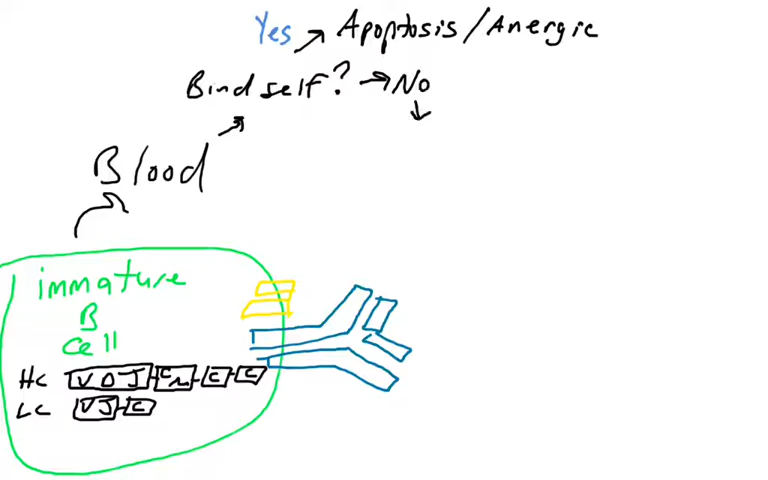 Yes → Apoptosis/Anergic
Bind self? → No
Blood
immature
B
Cell
HC V D J Cμ C C
LC V J C